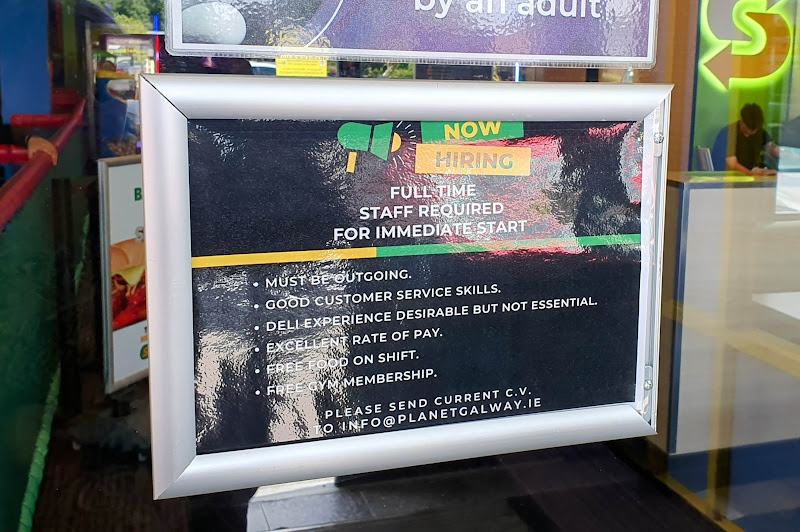 by an adult
S
NOW
HIRING
FULL TIME
STAFF REQUIRED
FOR IMMEDIATE START
• MUST BE OUTGOING.
• GOOD CUSTOMER SERVICE SKILLS.
• DELI EXPERIENCE DESIRABLE BUT NOT ESSENTIAL.
• EXCELLENT RATE OF PAY.
• FREE FOOD ON SHIFT.
• FREE GYM MEMBERSHIP.
PLEASE SEND CURRENT C.V.
TO INFO@PLANETGALWAY.IE